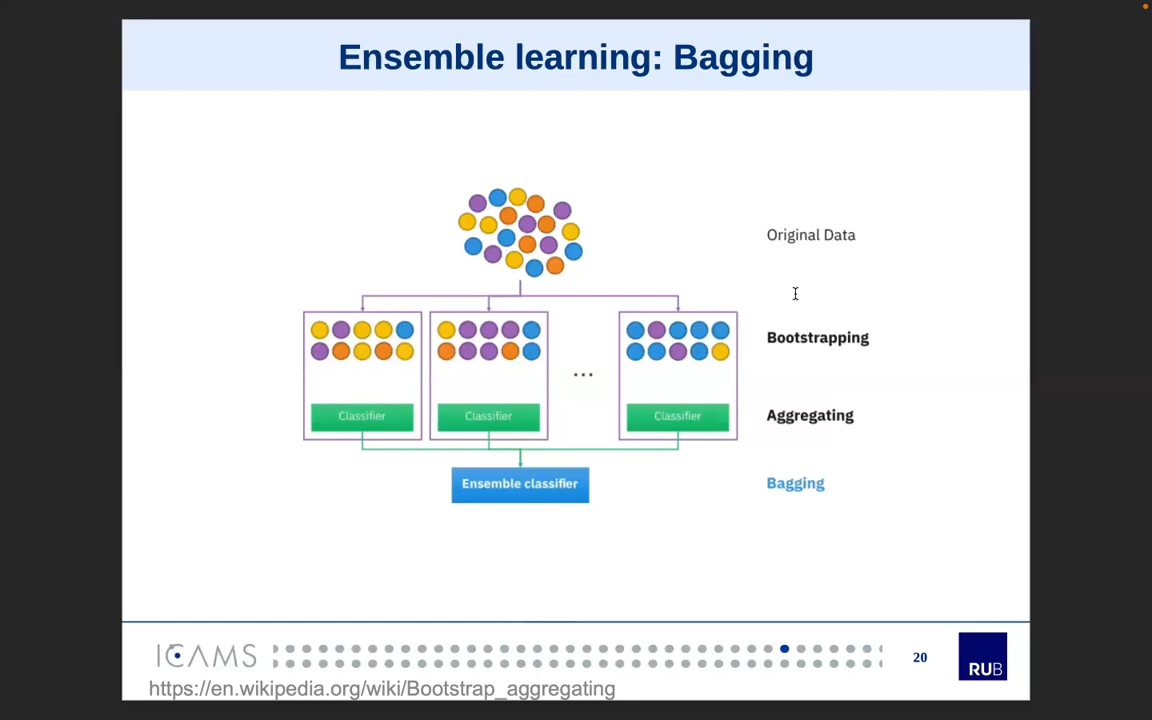 Ensemble learning: Bagging
Original Data
Bootstrapping
...
Classifier
Classifier
Classifier
Aggregating
Ensemble classifier
Bagging
ICAMS
20
RUB
https://en.wikipedia.org/wiki/Bootstrap_aggregating